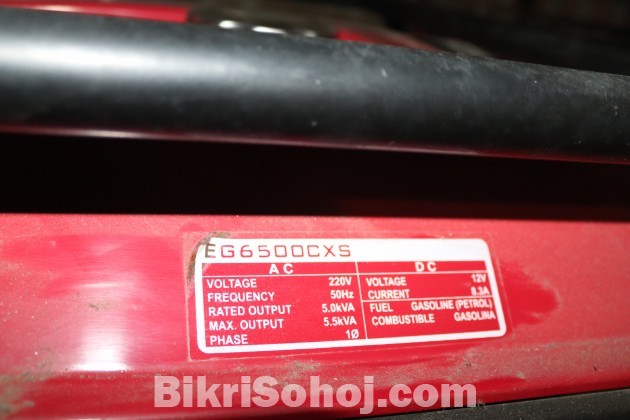 EG6500CXS
AC DC
VOLTAGE 220V VOLTAGE 12V
FREQUENCY 50Hz CURRENT 8.3A
RATED OUTPUT 5.0kVA FUEL GASOLINE (PETROL)
MAX. OUTPUT 5.5kVA COMBUSTIBLE GASOLINA
PHASE 1Ø
BikriSohoj.com